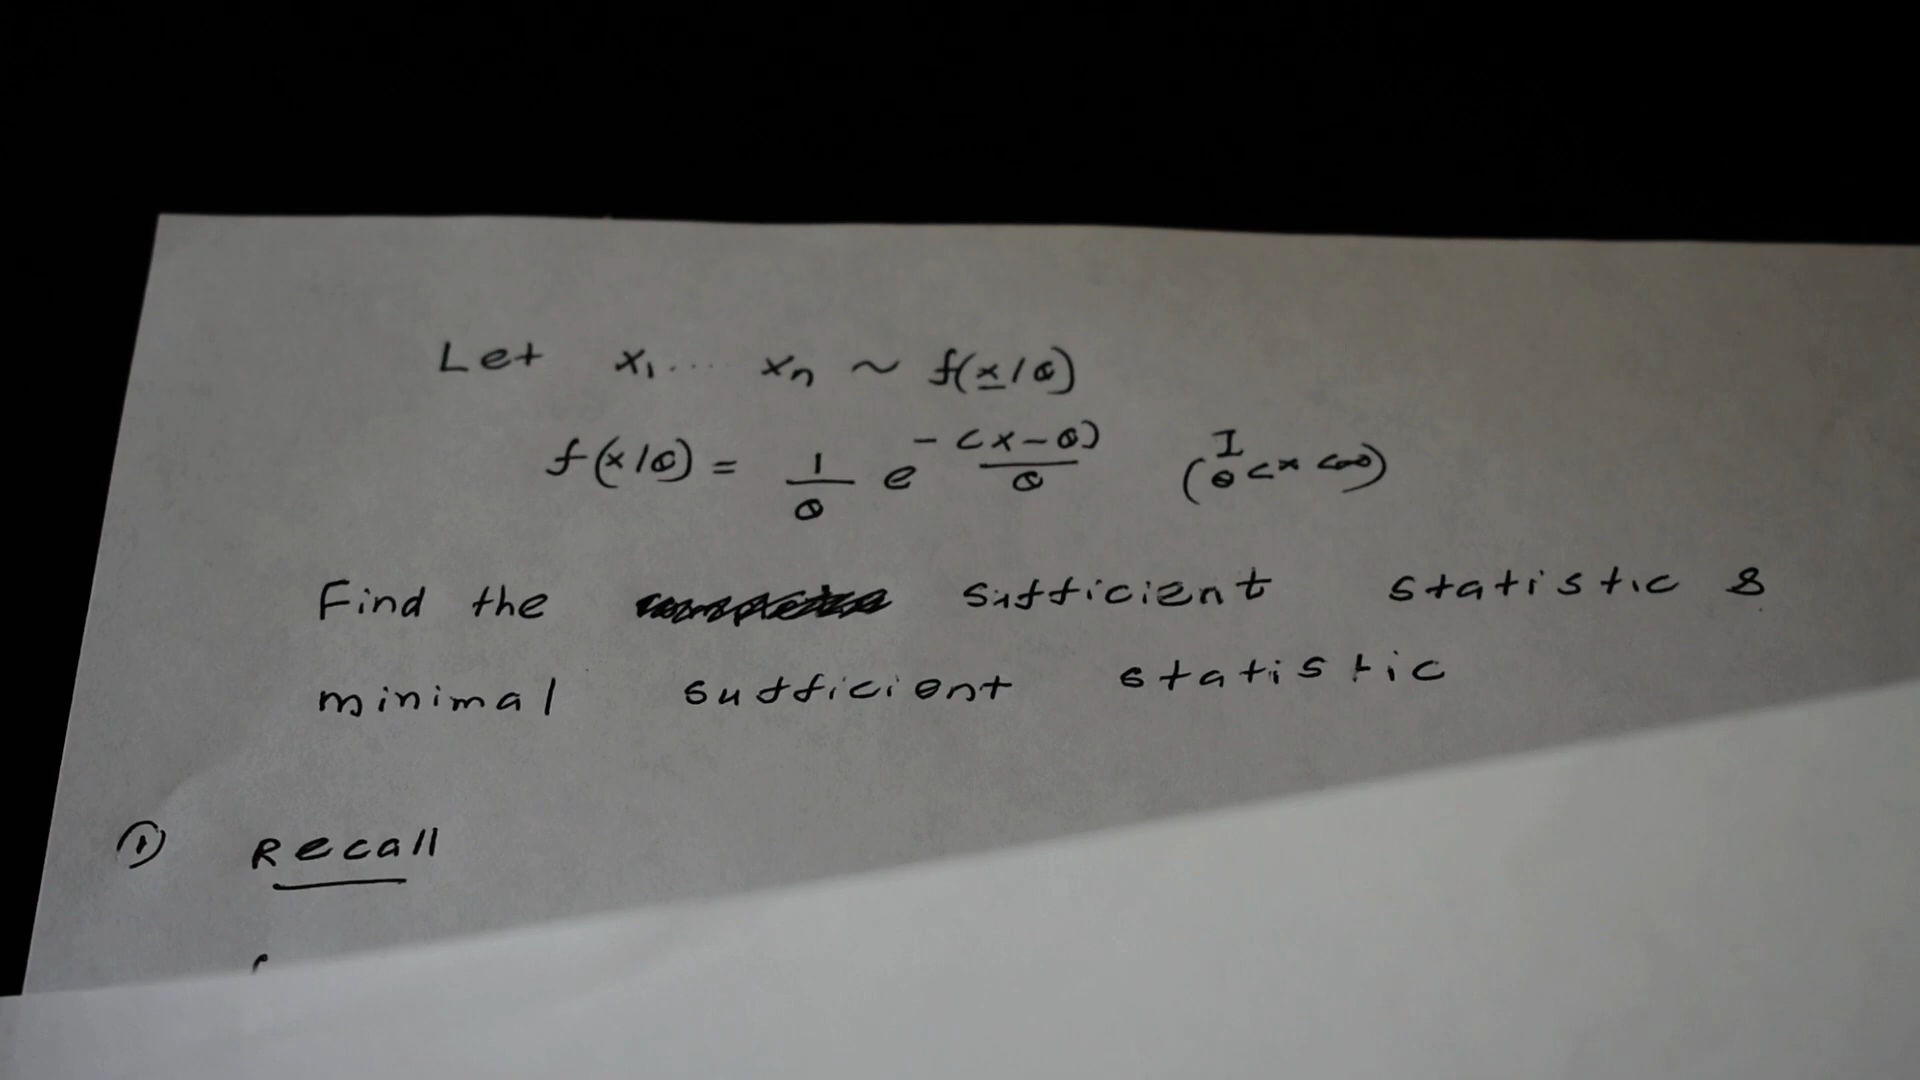 Let x₁.... xₙ ~ f(x/θ)
f(x/θ) = 1/θ e^-(x-θ)/θ I(θ<x<∞)
Find the sufficient statistic &
minimal sufficient statistic
① Recall